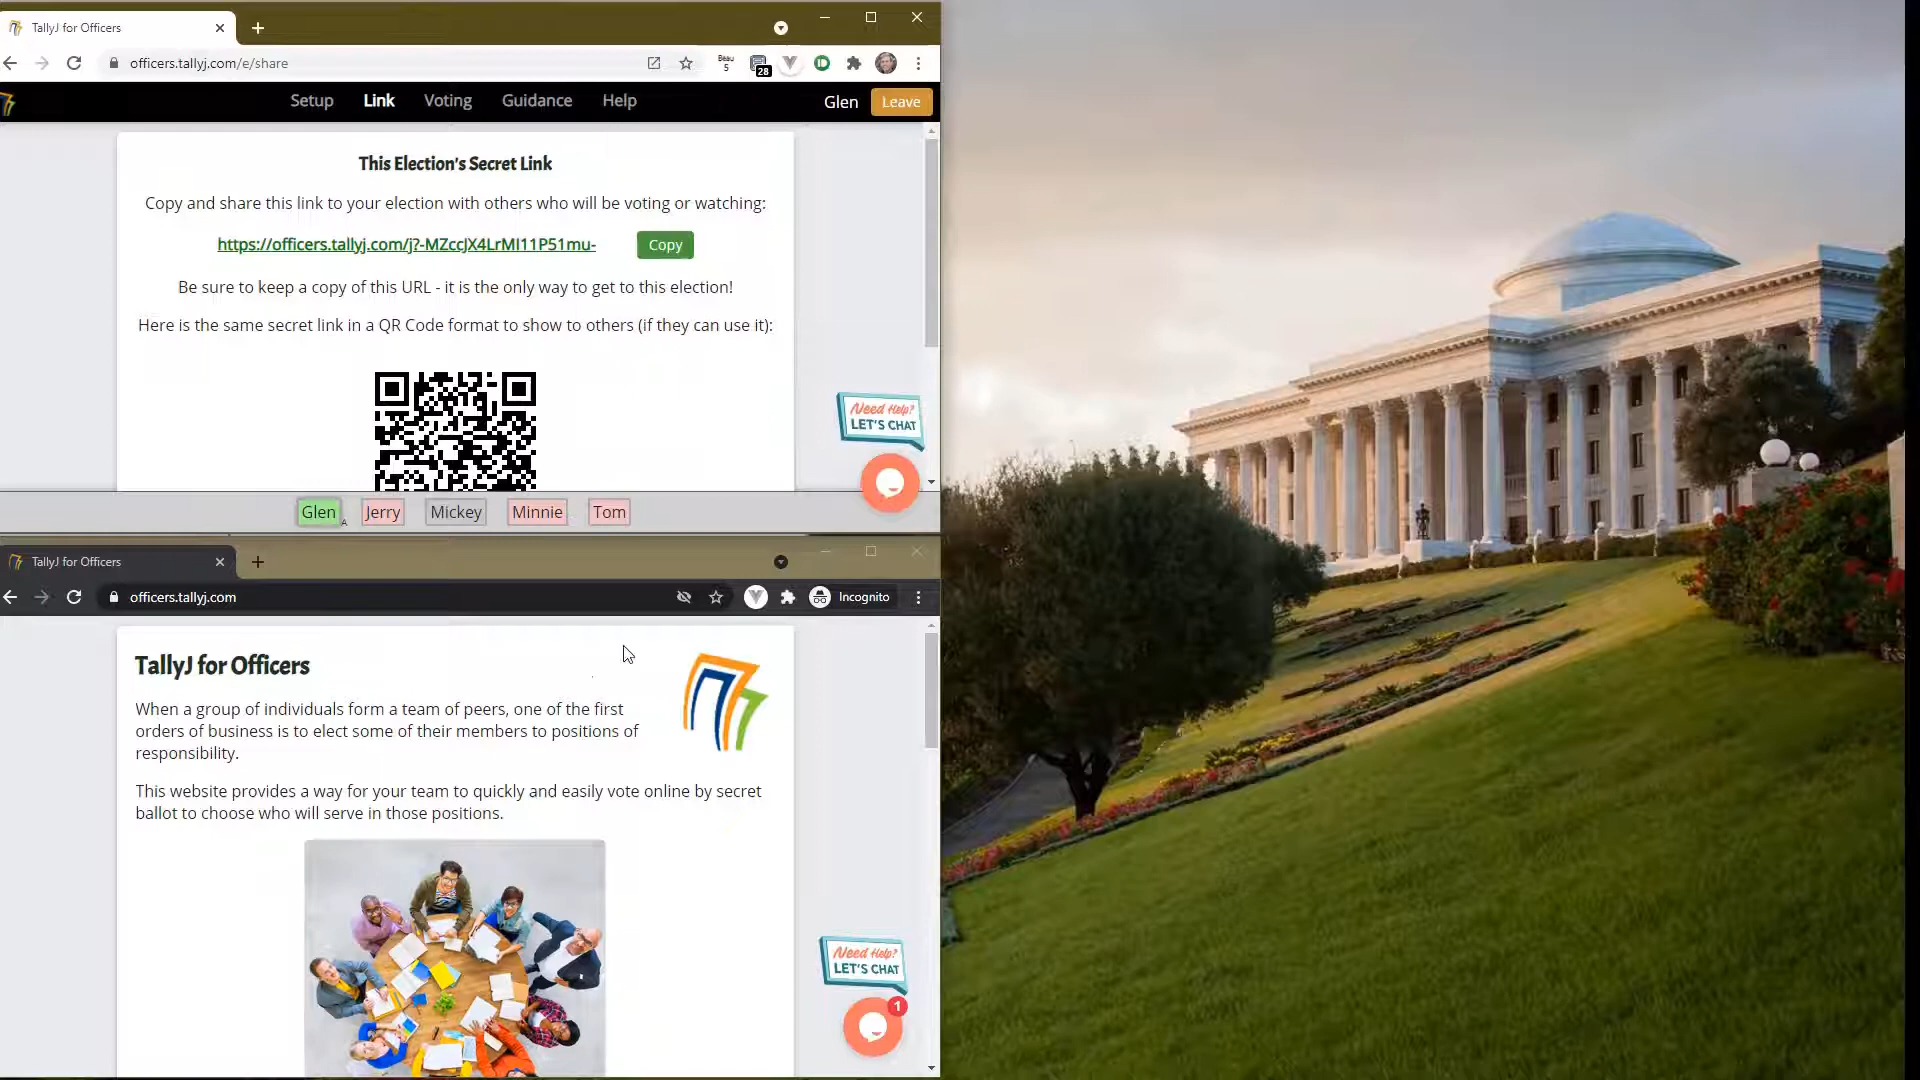 TallyJ for Officers
officers.tallyj.com/e/share
Beau
5
28
Setup Link Voting Guidance Help
Glen Leave
This Election's Secret Link
Copy and share this link to your election with others who will be voting or watching:
https://officers.tallyj.com/j?-MZccJX4LrMI11P51mu- Copy
Be sure to keep a copy of this URL - it is the only way to get to this election!
Here is the same secret link in a QR Code format to show to others (if they can use it):
Need Help?
LET'S CHAT
Glen A Jerry Mickey Minnie Tom
TallyJ for Officers
officers.tallyj.com
Incognito
TallyJ for Officers
When a group of individuals form a team of peers, one of the first
orders of business is to elect some of their members to positions of
responsibility.
This website provides a way for your team to quickly and easily vote online by secret
ballot to choose who will serve in those positions.
Need Help?
LET'S CHAT
1